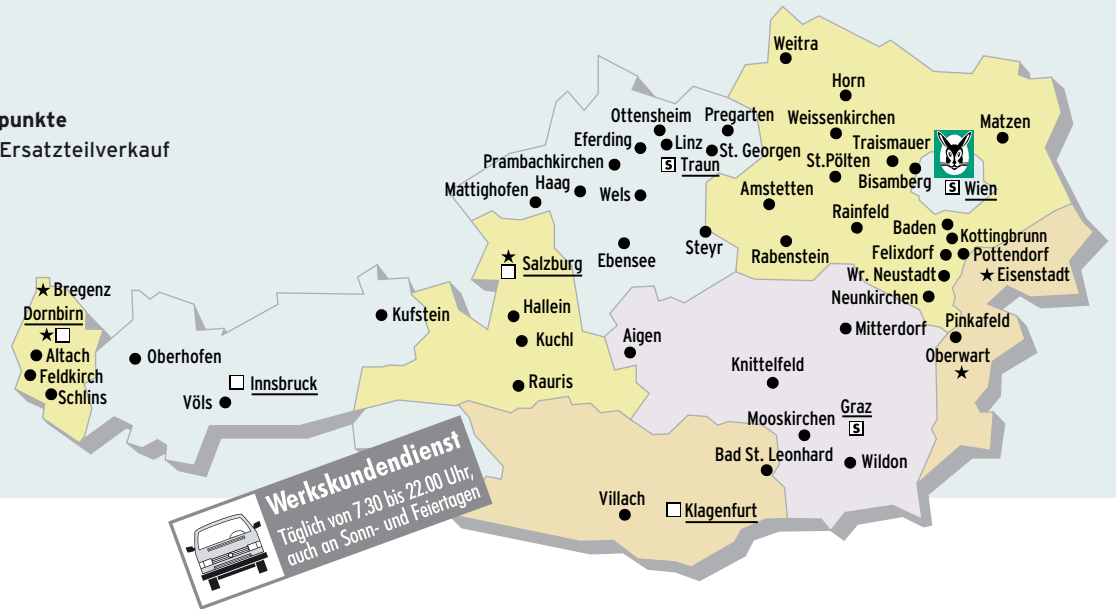 punkte
Ersatzteilverkauf
Weitra
Horn
Ottensheim
Pregarten
Weissenkirchen
Matzen
Eferding
Linz
St. Georgen
Traismauer
Prambachkirchen
S Traun
St.Pölten
Mattighofen
Haag
Wels
Amstetten
Bisamberg
S Wien
Rainfeld
Baden
Kottingbrunn
Steyr
Ebensee
Rabenstein
Felixdorf
Pottendorf
Salzburg
Wr. Neustadt
Eisenstadt
Bregenz
Neunkirchen
Dornbirn
Hallein
Kufstein
Pinkafeld
Mitterdorf
Aigen
Kuchl
Altach
Oberhofen
Oberwart
Knittelfeld
Feldkirch
Innsbruck
Rauris
Schlins
Völs
Graz
S
Mooskirchen
Bad St. Leonhard
Wildon
Villach
Klagenfurt
Werkskundendienst
Täglich von 7.30 bis 22.00 Uhr,
auch an Sonn- und Feiertagen